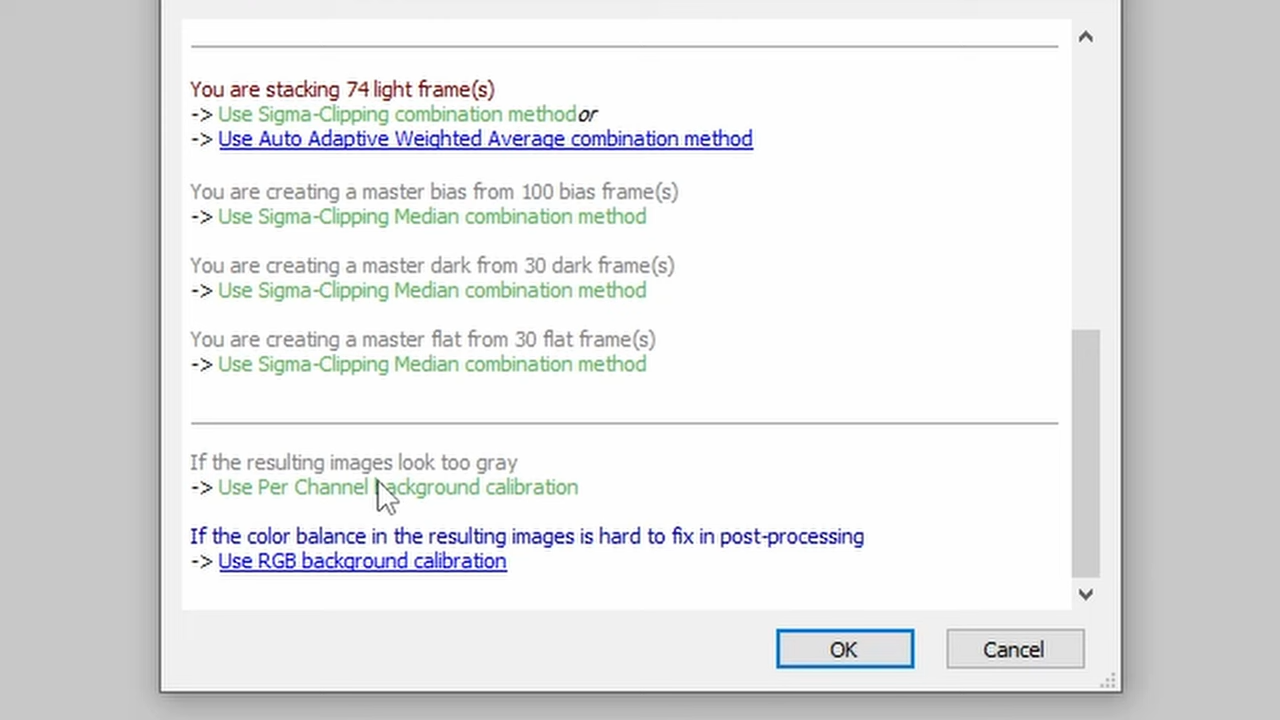 You are stacking 74 light frame(s)
-> Use Sigma-Clipping combination method or
-> Use Auto Adaptive Weighted Average combination method
You are creating a master bias from 100 bias frame(s)
-> Use Sigma-Clipping Median combination method
You are creating a master dark from 30 dark frame(s)
-> Use Sigma-Clipping Median combination method
You are creating a master flat from 30 flat frame(s)
-> Use Sigma-Clipping Median combination method
If the resulting images look too gray
-> Use Per Channel background calibration
If the color balance in the resulting images is hard to fix in post-processing
-> Use RGB background calibration
OK Cancel